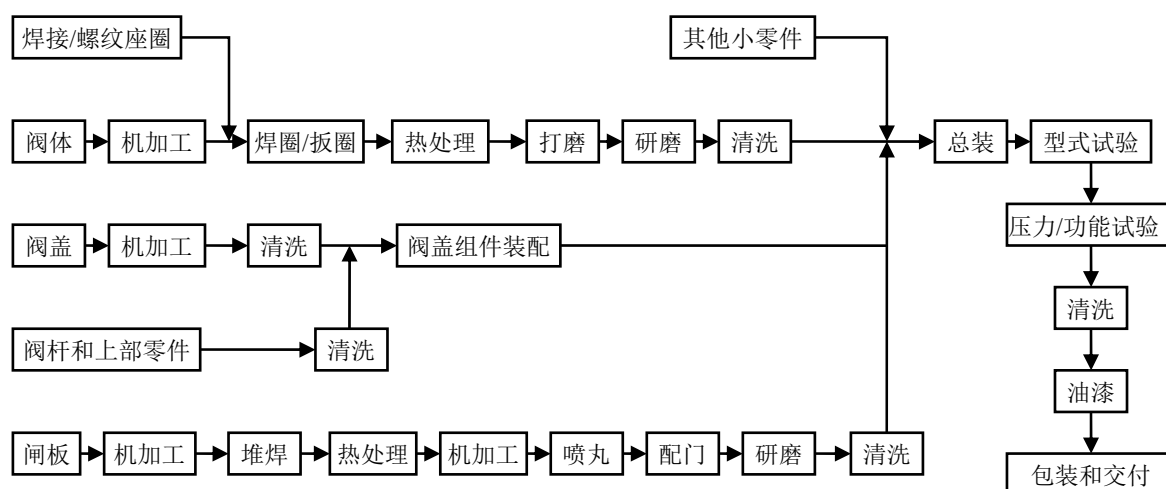 焊接/螺纹座圈
其他小零件
阀体
机加工
焊圈/扳圈
热处理
打磨
研磨
清洗
总装
型式试验
压力/功能试验
阀盖
机加工
清洗
阀盖组件装配
清洗
阀杆和上部零件
清洗
油漆
闸板
机加工
堆焊
热处理
机加工
喷丸
配门
研磨
清洗
包装和交付